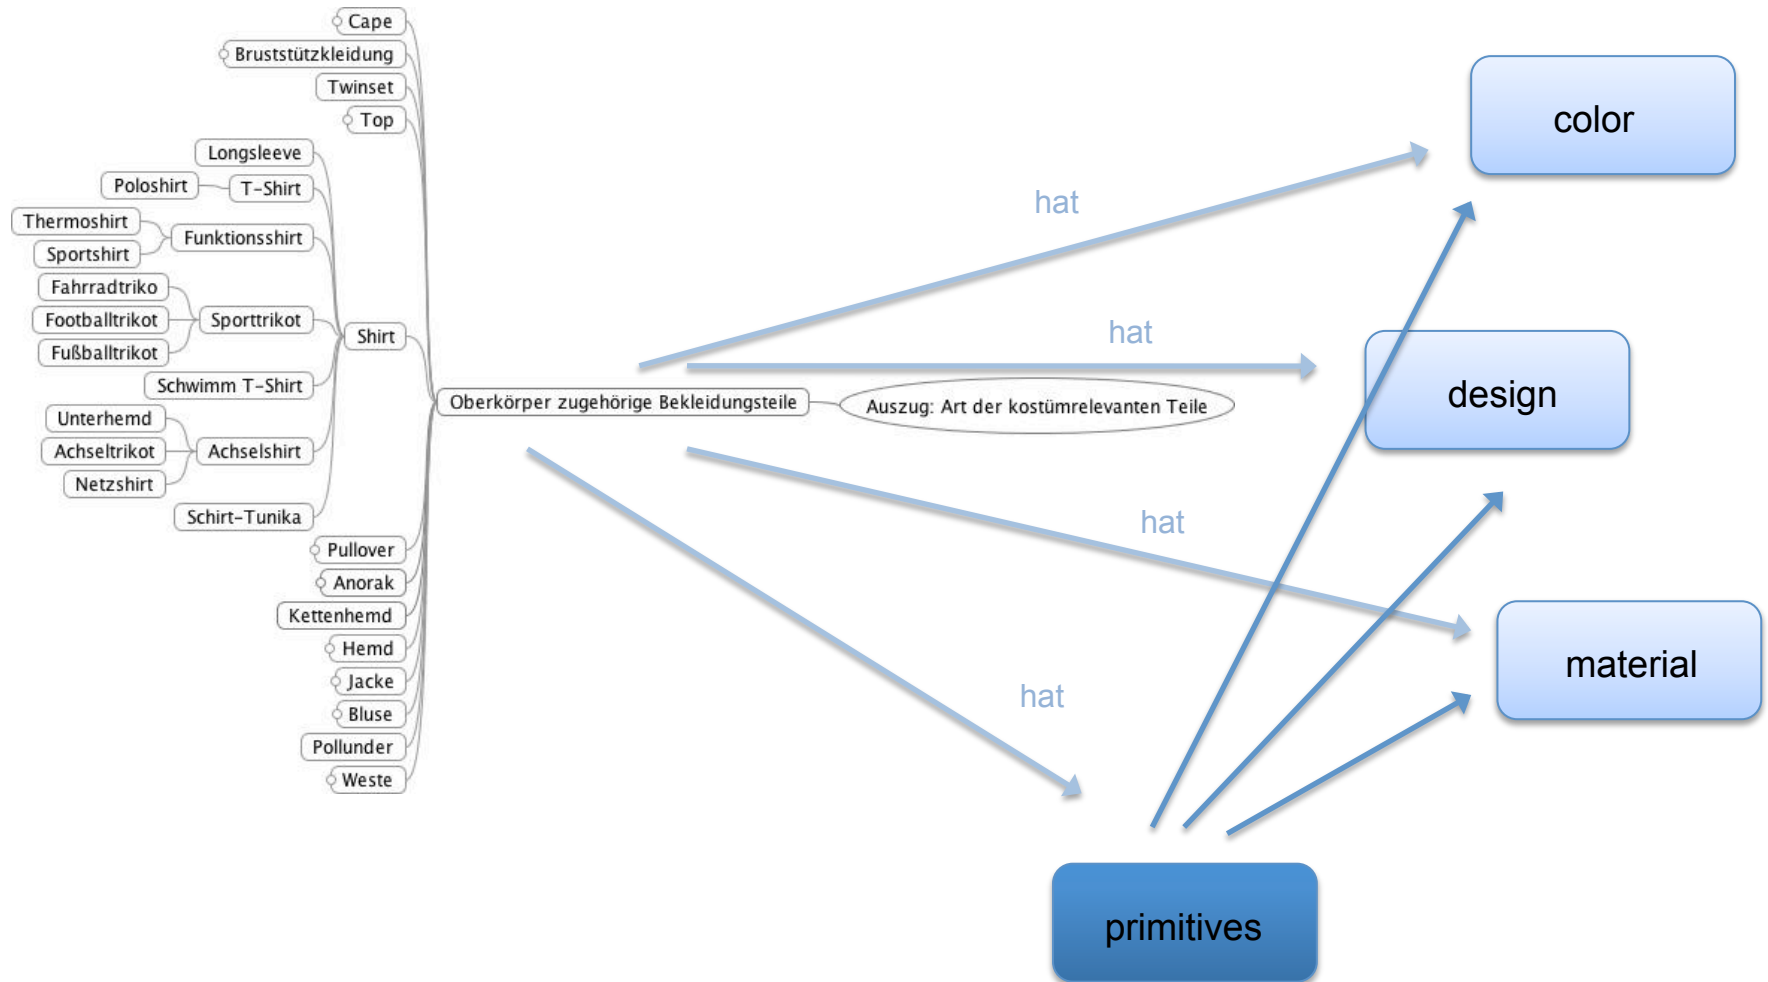 Cape
Bruststützkleidung
Twinset
Top
Longsleeve
Poloshirt
T-Shirt
Thermoshirt
Funktionsshirt
Sportshirt
Fahrradtriko
Footballtrikot
Sporttrikot
Fußballtrikot
Shirt
Schwimm T-Shirt
Unterhemd
Achseltrikot
Achselshirt
Netzshirt
Schirt-Tunika
Pullover
Anorak
Kettenhemd
Hemd
Jacke
Bluse
Pollunder
Weste
Oberkörper zugehörige Bekleidungsteile
Auszug: Art der kostümrelevanten Teile
hat
hat
hat
hat
color
design
material
primitives